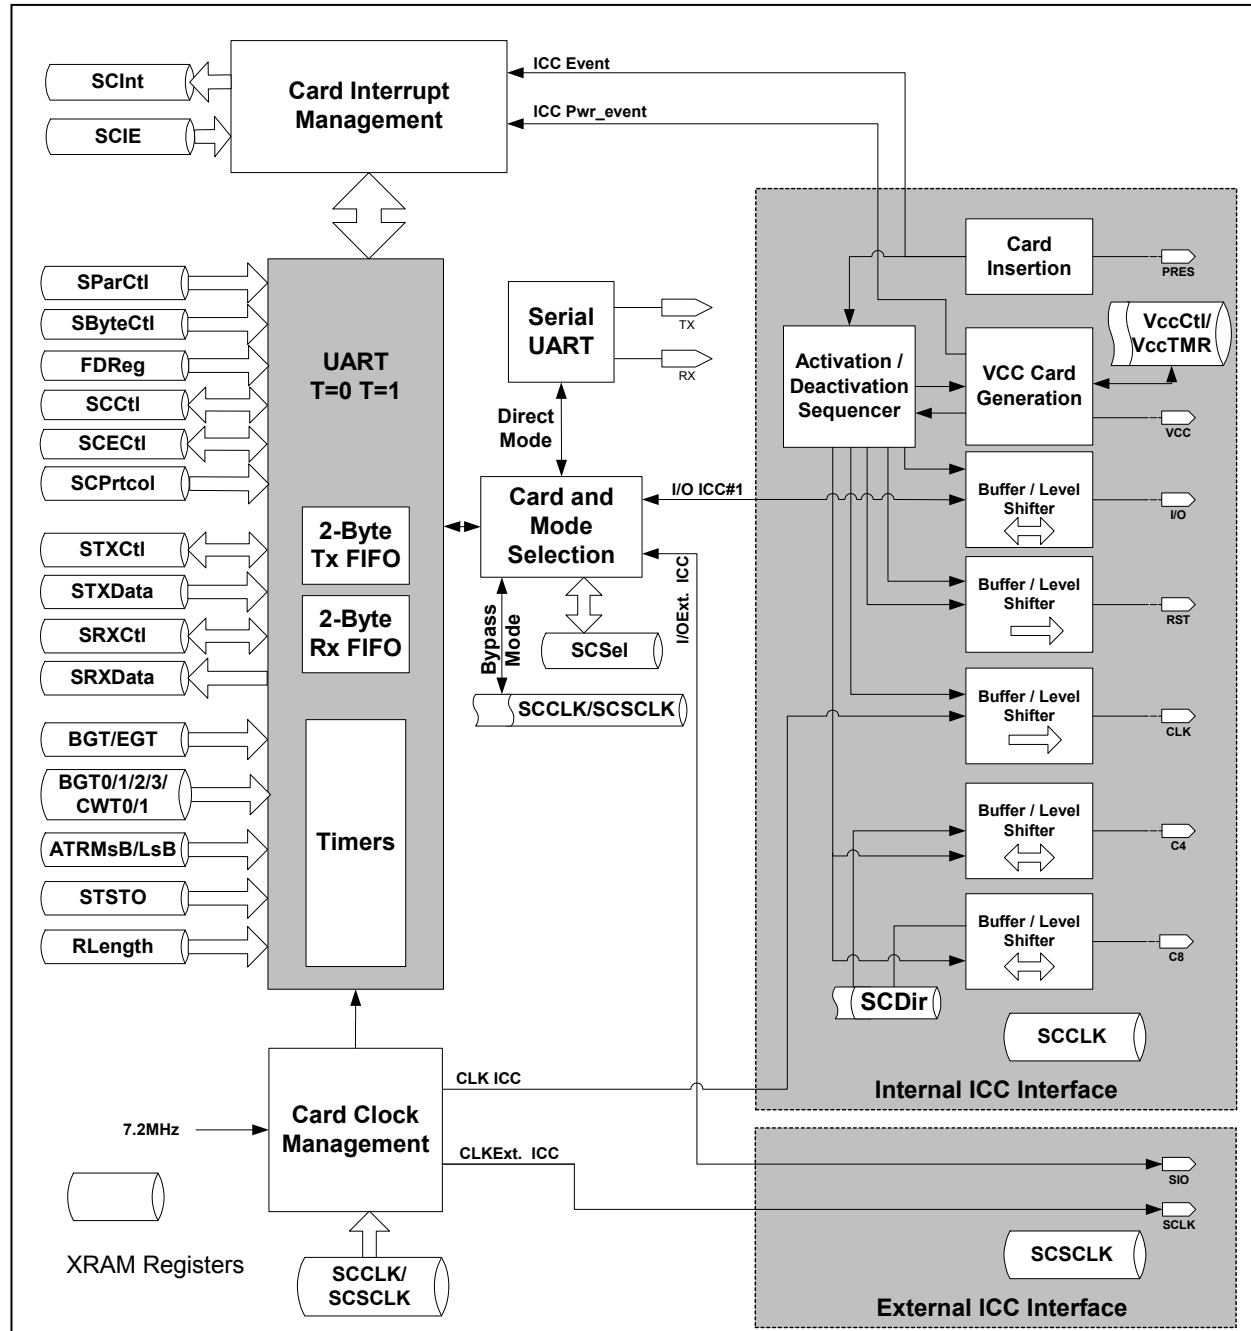 SCInt
SCIE
Card Interrupt
Management
ICC Event
ICC Pwr_event
SParCtl
SByteCtl
FDReg
SCCtl
SCECtl
SCPrtcol
STXCtl
STXData
SRXCtl
SRXData
BGT/EGT
BGT0/1/2/3/
CWT0/1
ATRMsB/LsB
STSTO
RLength
UART
T=0 T=1
2-Byte
Tx FIFO
2-Byte
Rx FIFO
Timers
Serial
UART
TX
RX
Direct
Mode
Card and
Mode
Selection
I/O ICC#1
I/OExt. ICC
Bypass
Mode
SCSel
SCCLK/SCSCLK
Card
Insertion
PRES
Activation /
Deactivation
Sequencer
VCC Card
Generation
VccCtl/
VccTMR
VCC
Buffer / Level
Shifter
I/O
Buffer / Level
Shifter
RST
Buffer / Level
Shifter
CLK
Buffer / Level
Shifter
C4
Buffer / Level
Shifter
C8
SCDir
SCCLK
Internal ICC Interface
Card Clock
Management
7.2MHz
CLK ICC
CLKExt. ICC
SCCLK/
SCSCLK
XRAM Registers
SIO
SCLK
SCSCLK
External ICC Interface